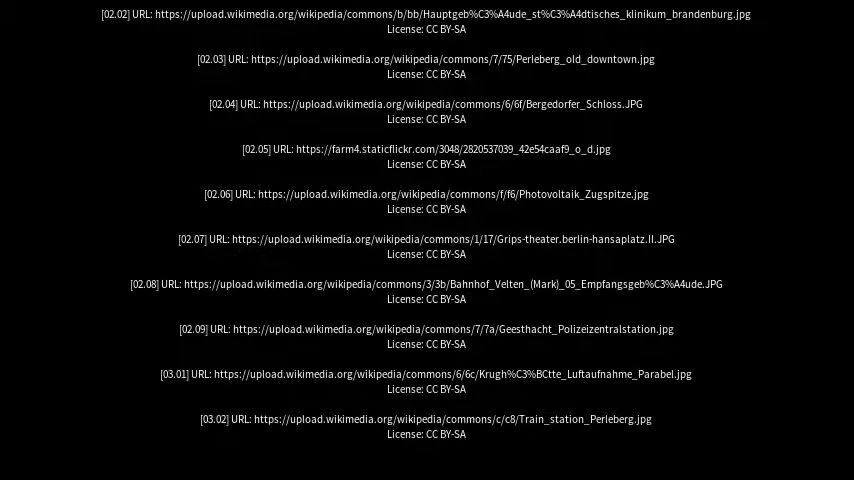 [02.02] URL: https://upload.wikimedia.org/wikipedia/commons/b/bb/Hauptgeb%C3%A4ude_st%C3%A4dtisches_klinikum_brandenburg.jpg
License: CC BY-SA
[02.03] URL: https://upload.wikimedia.org/wikipedia/commons/7/75/Perleberg_old_downtown.jpg
License: CC BY-SA
[02.04] URL: https://upload.wikimedia.org/wikipedia/commons/6/6f/Bergedorfer_Schloss.JPG
License: CC BY-SA
[02.05] URL: https://farm4.staticflickr.com/3048/2820537039_42e54caaf9_o_d.jpg
License: CC BY-SA
[02.06] URL: https://upload.wikimedia.org/wikipedia/commons/f/f6/Photovoltaik_Zugspitze.jpg
License: CC BY-SA
[02.07] URL: https://upload.wikimedia.org/wikipedia/commons/1/17/Grips-theater.berlin-hansaplatz.II.JPG
License: CC BY-SA
[02.08] URL: https://upload.wikimedia.org/wikipedia/commons/3/3b/Bahnhof_Velten_(Mark)_05_Empfangsgeb%C3%A4ude.JPG
License: CC BY-SA
[02.09] URL: https://upload.wikimedia.org/wikipedia/commons/7/7a/Geesthacht_Polizeizentralstation.jpg
License: CC BY-SA
[03.01] URL: https://upload.wikimedia.org/wikipedia/commons/6/6c/Krugh%C3%BCtte_Luftaufnahme_Parabel.jpg
License: CC BY-SA
[03.02] URL: https://upload.wikimedia.org/wikipedia/commons/c/c8/Train_station_Perleberg.jpg
License: CC BY-SA